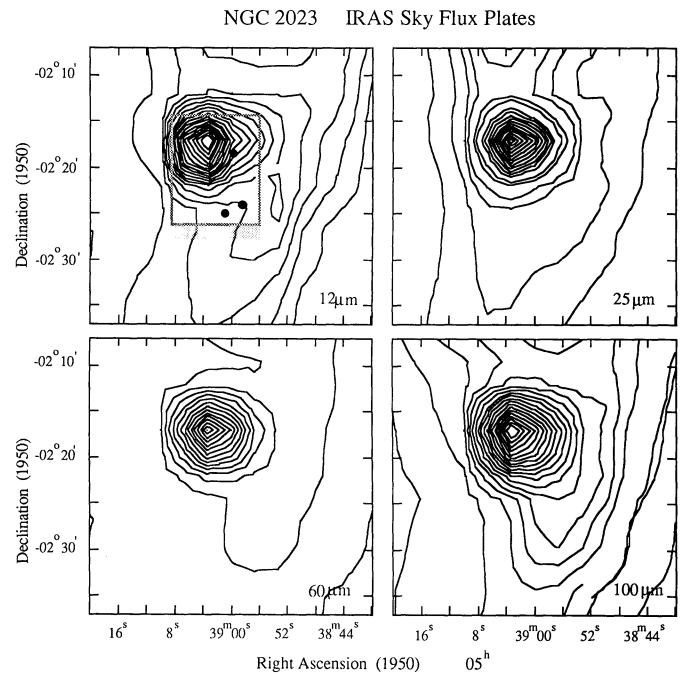 NGC 2023 IRAS Sky Flux Plates
-02° 10'
-02° 20'
-02° 30'
Declination (1950)
12µm
25µm
-02° 10'
-02° 20'
-02° 30'
Declination (1950)
60µm
100µm
16s 8s 39m00s 52s 38m44s
16s 8s 39m00s 52s 38m44s
Right Ascension (1950) 05h